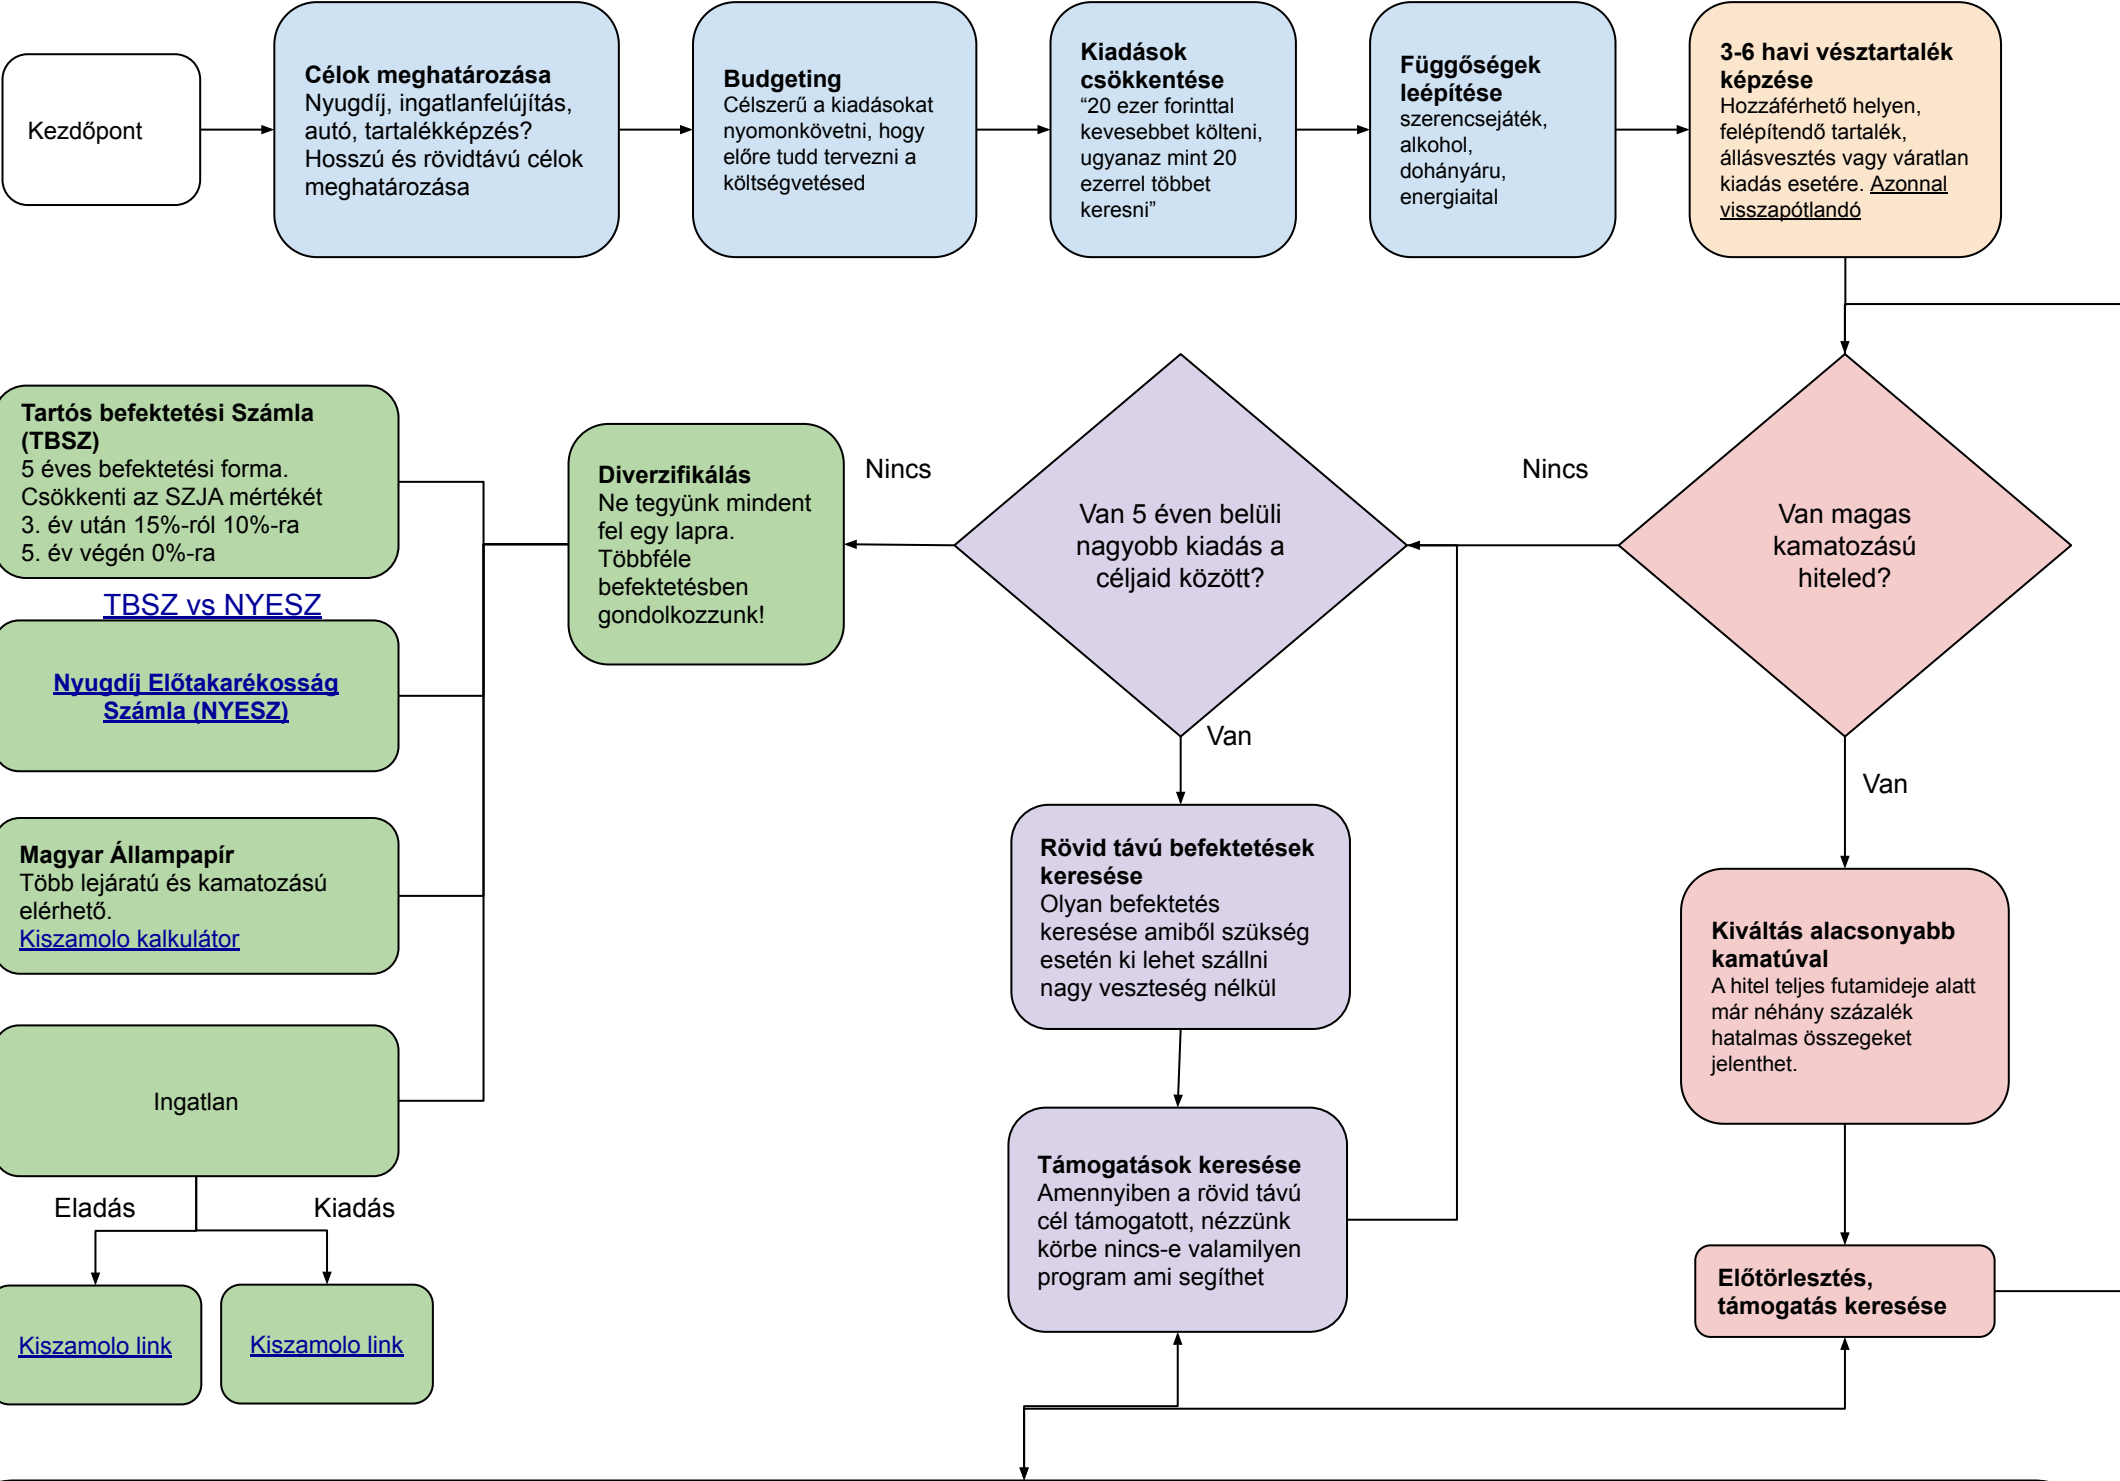 Kezdőpont
Célok meghatározása
Nyugdíj, ingatlanfelújítás,
autó, tartalékképzés?
Hosszú és rövidtávú célok
meghatározása
Budgeting
Célszerű a kiadásokat
nyomonkövetni, hogy
előre tudd tervezni a
költségvetésed
Kiadások
csökkentése
“20 ezer forinttal
kevesebbet költeni,
ugyanaz mint 20
ezerrel többet
keresni”
Függőségek
leépítése
szerencsejáték,
alkohol,
dohányáru,
energiaital
3-6 havi vésztartalék
képzése
Hozzáférhető helyen,
felépítendő tartalék,
állásvesztés vagy váratlan
kiadás esetére. Azonnal
visszapótlandó
Van magas
kamatozású
hiteled?
Nincs
Van
Kiváltás alacsonyabb
kamatúval
A hitel teljes futamideje alatt
már néhány százalék
hatalmas összegeket
jelenthet.
Előtörlesztés,
támogatás keresése
Van 5 éven belüli
nagyobb kiadás a
céljaid között?
Nincs
Van
Rövid távú befektetések
keresése
Olyan befektetés
keresése amiből szükség
esetén ki lehet szállni
nagy veszteség nélkül
Támogatások keresése
Amennyiben a rövid távú
cél támogatott, nézzünk
körbe nincs-e valamilyen
program ami segíthet
Diverzifikálás
Ne tegyünk mindent
fel egy lapra.
Többféle
befektetésben
gondolkozzunk!
Tartós befektetési Számla
(TBSZ)
5 éves befektetési forma.
Csökkenti az SZJA mértékét
3. év után 15%-ról 10%-ra
5. év végén 0%-ra
TBSZ vs NYESZ
Nyugdíj Előtakarékosság
Számla (NYESZ)
Magyar Állampapír
Több lejáratú és kamatozású
elérhető.
Kiszamolo kalkulátor
Ingatlan
Eladás
Kiadás
Kiszamolo link
Kiszamolo link